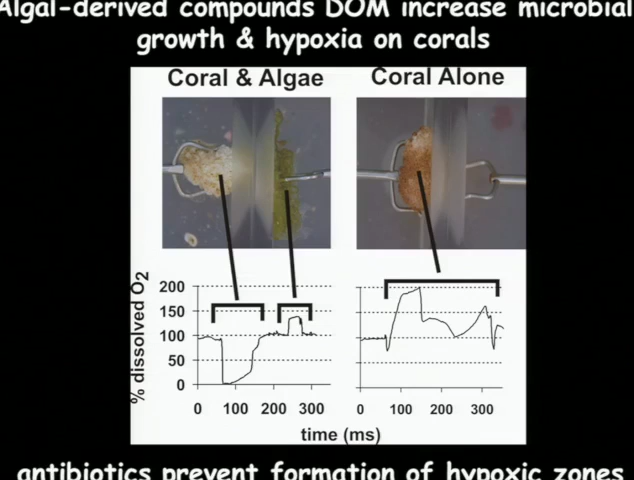 Algal-derived compounds DOM increase microbial
growth & hypoxia on corals
Coral & Algae
Coral Alone
% dissolved O2
200
150
100
50
0
0 100 200 300
0 100 200 300
time (ms)
antibiotics prevent formation of hypoxic zones